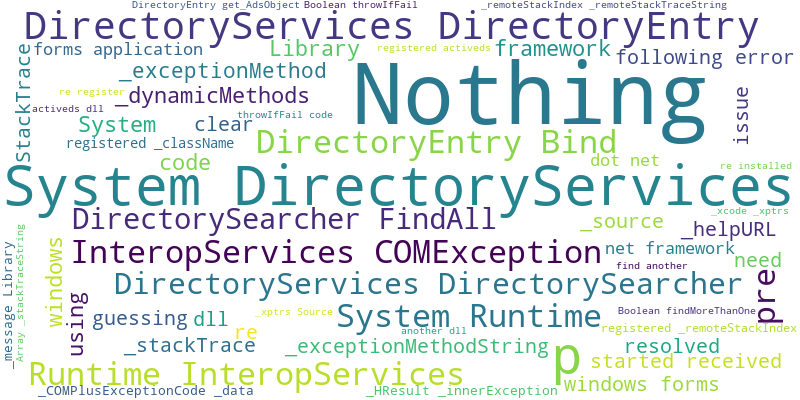 DirectoryEntry get_AdsObject
Boolean throwIfFail
_remoteStackIndex _remoteStackTraceString
DirectoryServices DirectoryEntry
forms application
Library
registered activeds
framework
following error
StackTrace
_exceptionMethod
Nothing
re register
_dynamicMethods
activeds dll
throwIfFail code
issue
System
clear
registered _className
DirectoryEntry Bind
code
dot net
re installed
System DirectoryServices
DirectorySearcher FindAll
_source
_xcode _xptrs
_helpURL
InteropServices COMException
net framework
need
find another
_message Library
Array _stackTraceString
windows
using
DirectoryServices DirectorySearcher
pre
guessing
dll
re
_xptrs Source
System Runtime
Boolean findMoreThanOne
another dll
registered _remoteStackIndex
_stackTrace
_exceptionMethodString
p
resolved
started received
Runtime InteropServices
windows forms
_COMPlusExceptionCode _data
_HResult _innerException